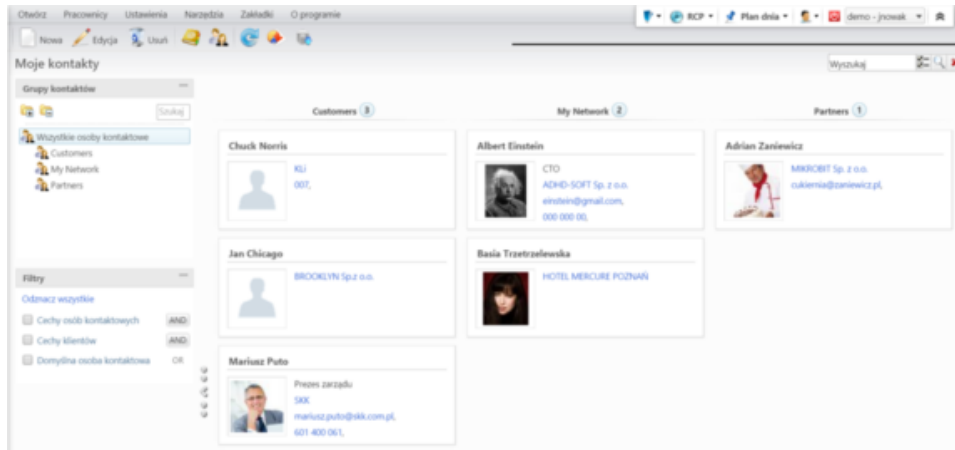 Otwórz Pracownicy Ustawienia Narzędzia Zakładki O programie
RCP Plan dnia demo - jnowak
Nowa Edycja Usuń
Moje kontakty
Wyszukaj
Grupy kontaktów
Szukaj
Wszystkie osoby kontaktowe
Customers
My Network
Partners
Filtry
Odznacz wszystkie
Cechy osób kontaktowych AND
Cechy klientów AND
Domyślna osoba kontaktowa OR
Customers 3
Chuck Norris
KLI
007,
Jan Chicago
BROOKLYN Sp.z o.o.
Mariusz Puto
Prezes zarządu
SKK
mariusz.puto@skk.com.pl,
601 400 061,
My Network 2
Albert Einstein
CTO
ADHD-SOFT Sp. z o.o.
einstein@gmail.com,
000 000 00,
Basia Trzetrzelewska
HOTEL MERCURE POZNAŃ
Partners 1
Adrian Zaniewicz
MIKROBIT Sp. z o.o.
cukiernia@zaniewicz.pl,